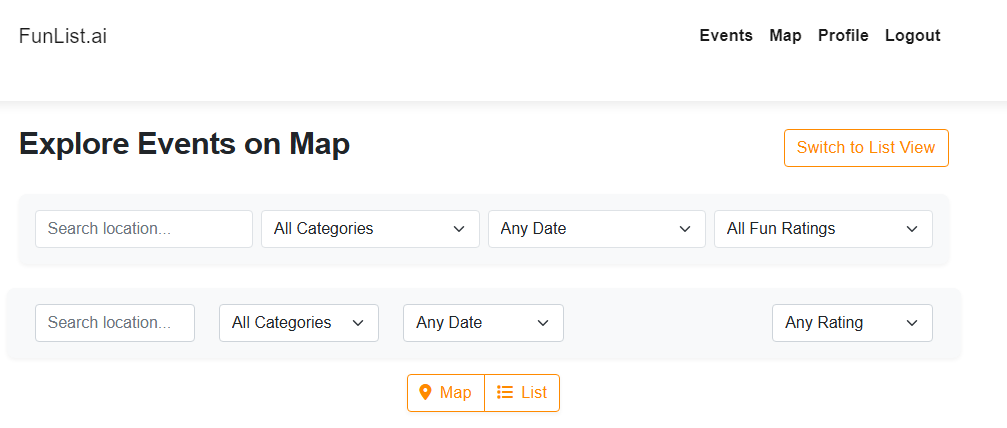 FunList.ai Events Map Profile Logout
Explore Events on Map Switch to List View
Search location... All Categories Any Date All Fun Ratings
Search location... All Categories Any Date Any Rating
Map List